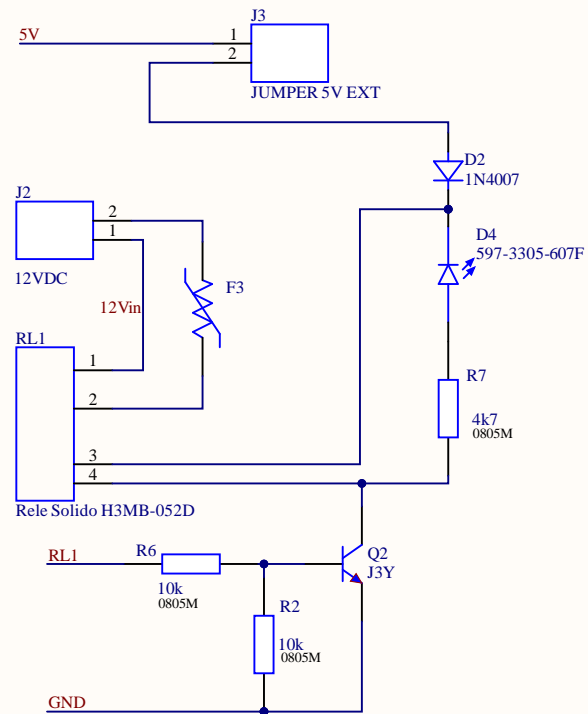 J3
5V
1
2
JUMPER 5V EXT
D2
1N4007
J2
2
1
12VDC
D4
597-3305-607F
F3
12Vin
RL1
1
2
R7
4k7
0805M
3
4
Rele Solido H3MB-052D
RL1
R6
10k
0805M
Q2
J3Y
R2
10k
0805M
GND